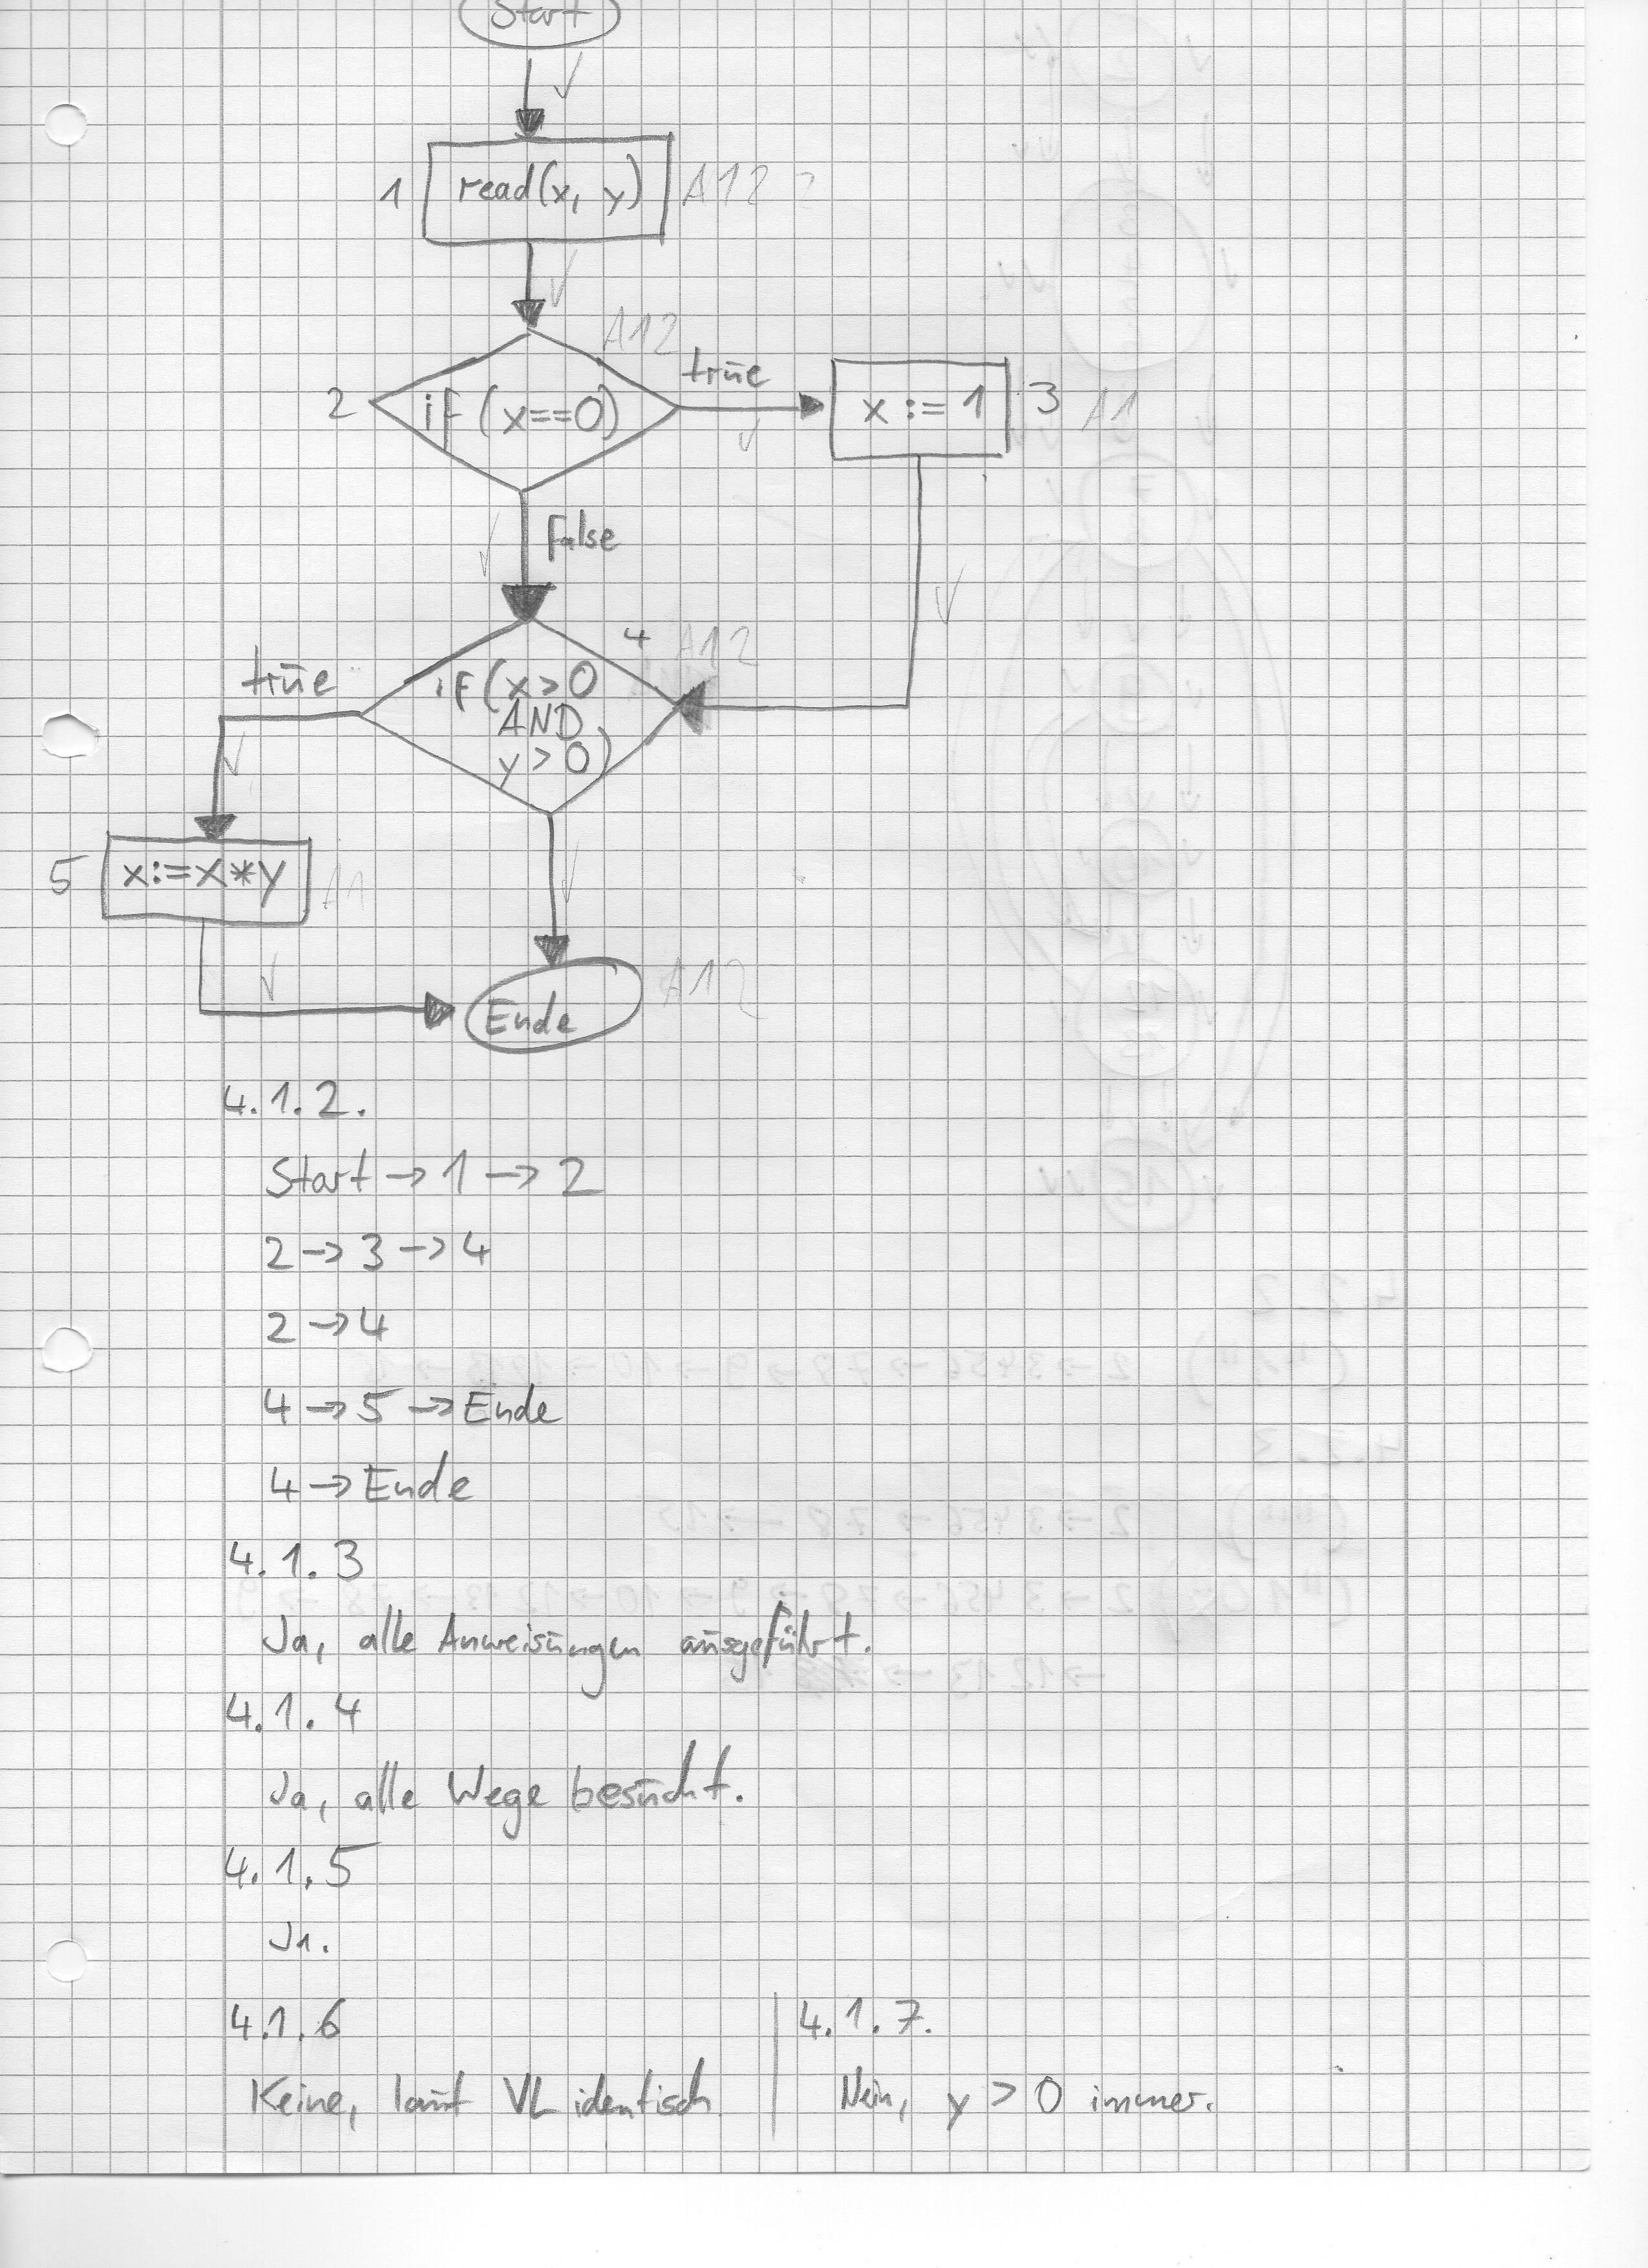 Start
1 read(x, y) A12
A12
2 if (x==0) true x := 1 3 A1
false
4 A12
true if (x>0
AND
y>0)
5 x:=x*y A1
Ende A12
4.1.2.
Start → 1 → 2
2 → 3 → 4
2 → 4
4 → 5 → Ende
4 → Ende
4.1.3
Ja, alle Anweisungen ausgeführt.
4.1.4
Ja, alle Wege besucht.
4.1.5
Ja.
4.1.6
Keine, laut VL identisch
4.1.7.
Nein, y > 0 immer.